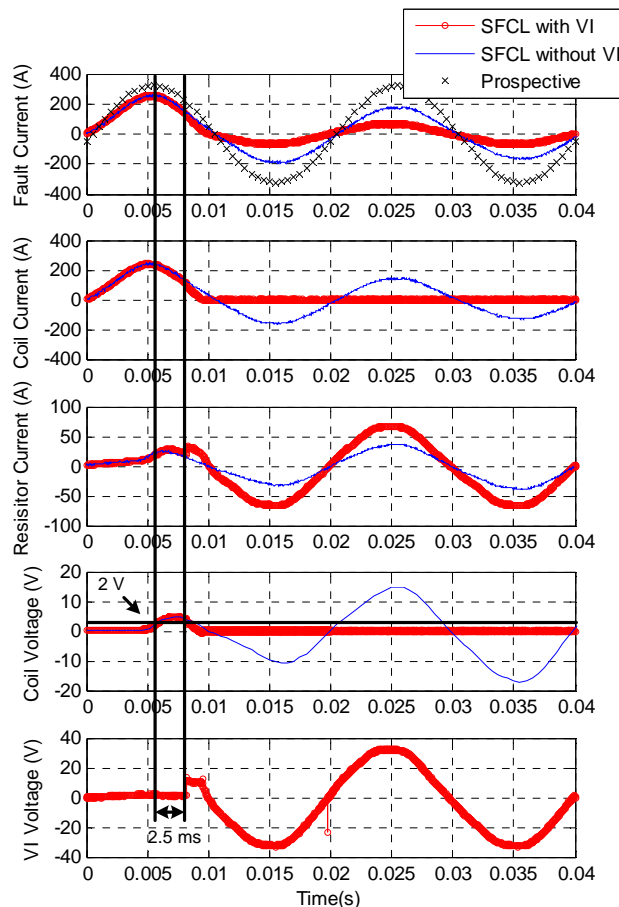 SFCL with VI
SFCL without VI
Prospective
Fault Current (A)
400
200
0
-200
-400
0 0.005 0.01 0.015 0.02 0.025 0.03 0.035 0.04
Coil Current (A)
400
200
0
-200
-400
0 0.005 0.01 0.015 0.02 0.025 0.03 0.035 0.04
Resisitor Current (A)
100
50
0
-50
-100
0 0.005 0.01 0.015 0.02 0.025 0.03 0.035 0.04
Coil Voltage (V)
20
10
0
-10
-20
2 V
0 0.005 0.01 0.015 0.02 0.025 0.03 0.035 0.04
VI Voltage (V)
40
20
0
-20
-40
2.5 ms
0 0.005 0.01 0.015 0.02 0.025 0.03 0.035 0.04
Time(s)